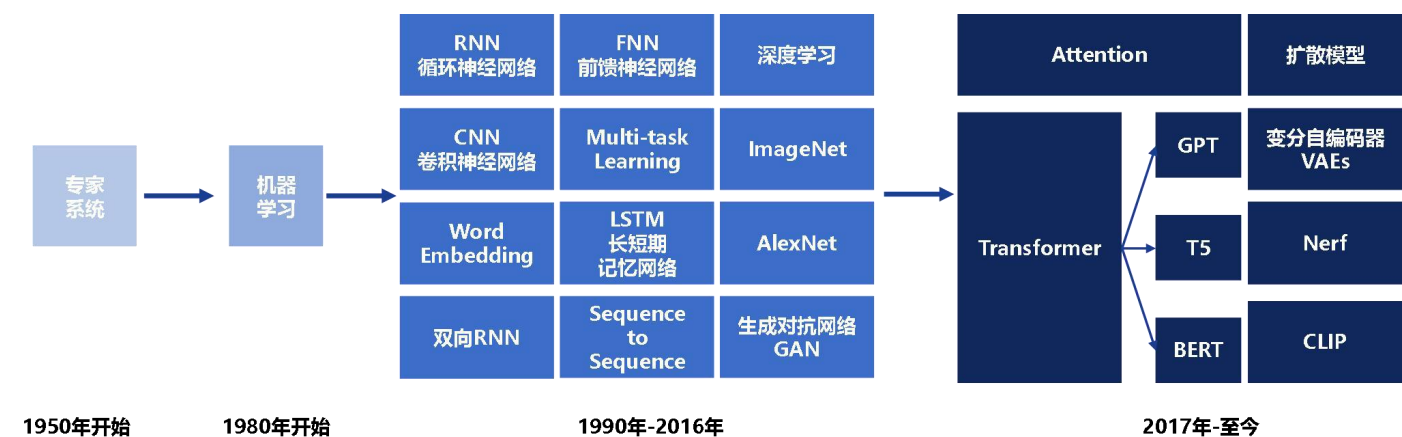 专家
系统
机器
学习
RNN
循环神经网络
FNN
前馈神经网络
深度学习
CNN
卷积神经网络
Multi-task
Learning
ImageNet
Word
Embedding
LSTM
长短期
记忆网络
AlexNet
双向RNN
Sequence
to
Sequence
生成对抗网络
GAN
Attention
扩散模型
Transformer
GPT
变分自编码器
VAEs
T5
Nerf
BERT
CLIP
1950年开始
1980年开始
1990年-2016年
2017年-至今